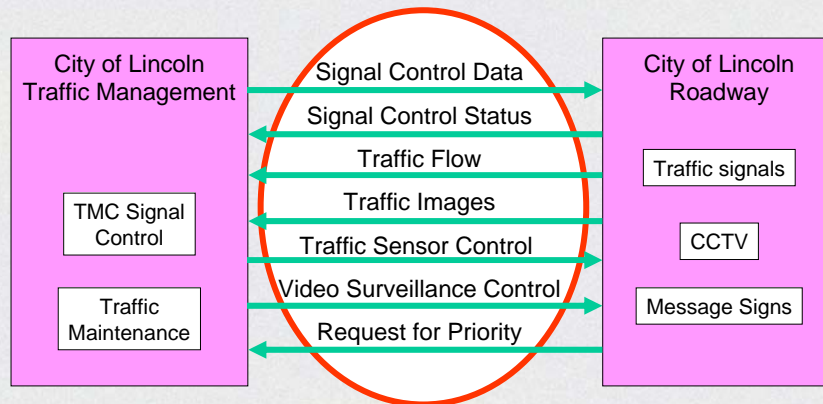 City of Lincoln
Traffic Management
TMC Signal
Control
Traffic
Maintenance
Signal Control Data
Signal Control Status
Traffic Flow
Traffic Images
Traffic Sensor Control
Video Surveillance Control
Request for Priority
City of Lincoln
Roadway
Traffic signals
CCTV
Message Signs